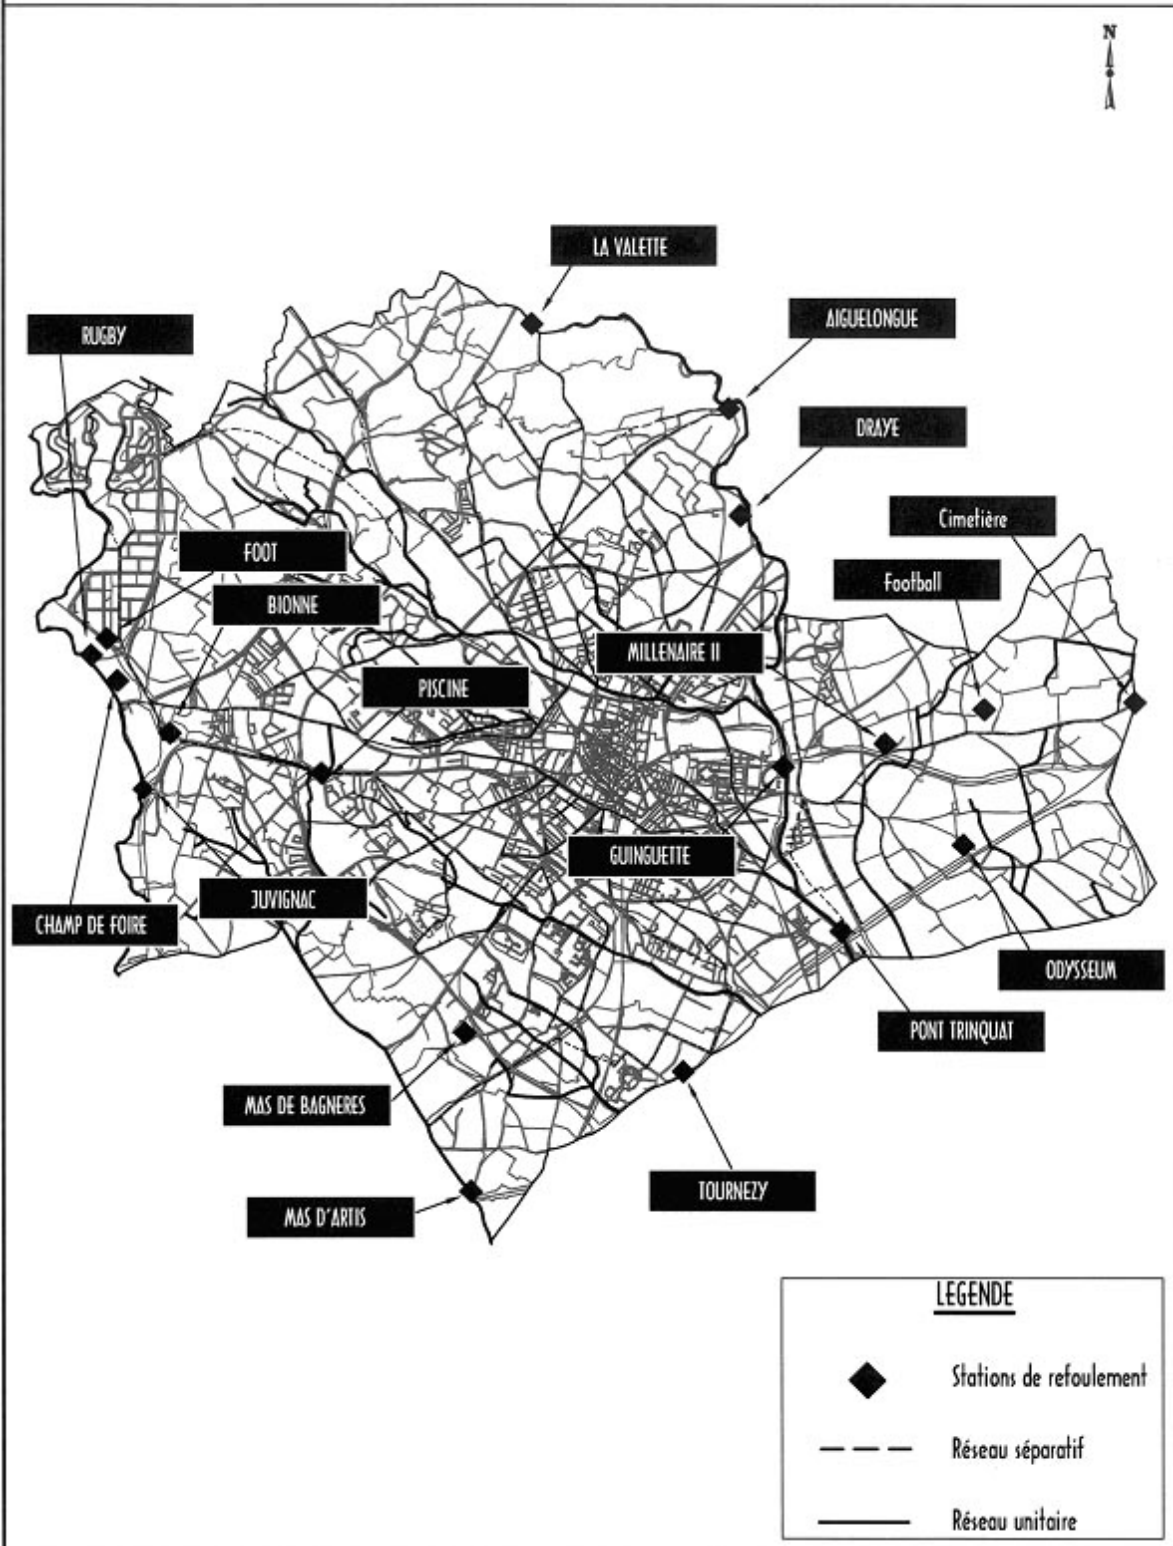 N
LA VALETTE
AIGUELONGUE
RUGBY
DRAYE
Cimetière
FOOT
Football
BIONNE
MILLENAIRE II
PISCINE
GUINGUETTE
JUVIGNAC
CHAMP DE FOIRE
ODYSSEUM
PONT TRINQUAT
MAS DE BAGNERES
TOURNEZY
MAS D'ARTIS
LEGENDE
Stations de refoulement
Réseau séparatif
Réseau unitaire